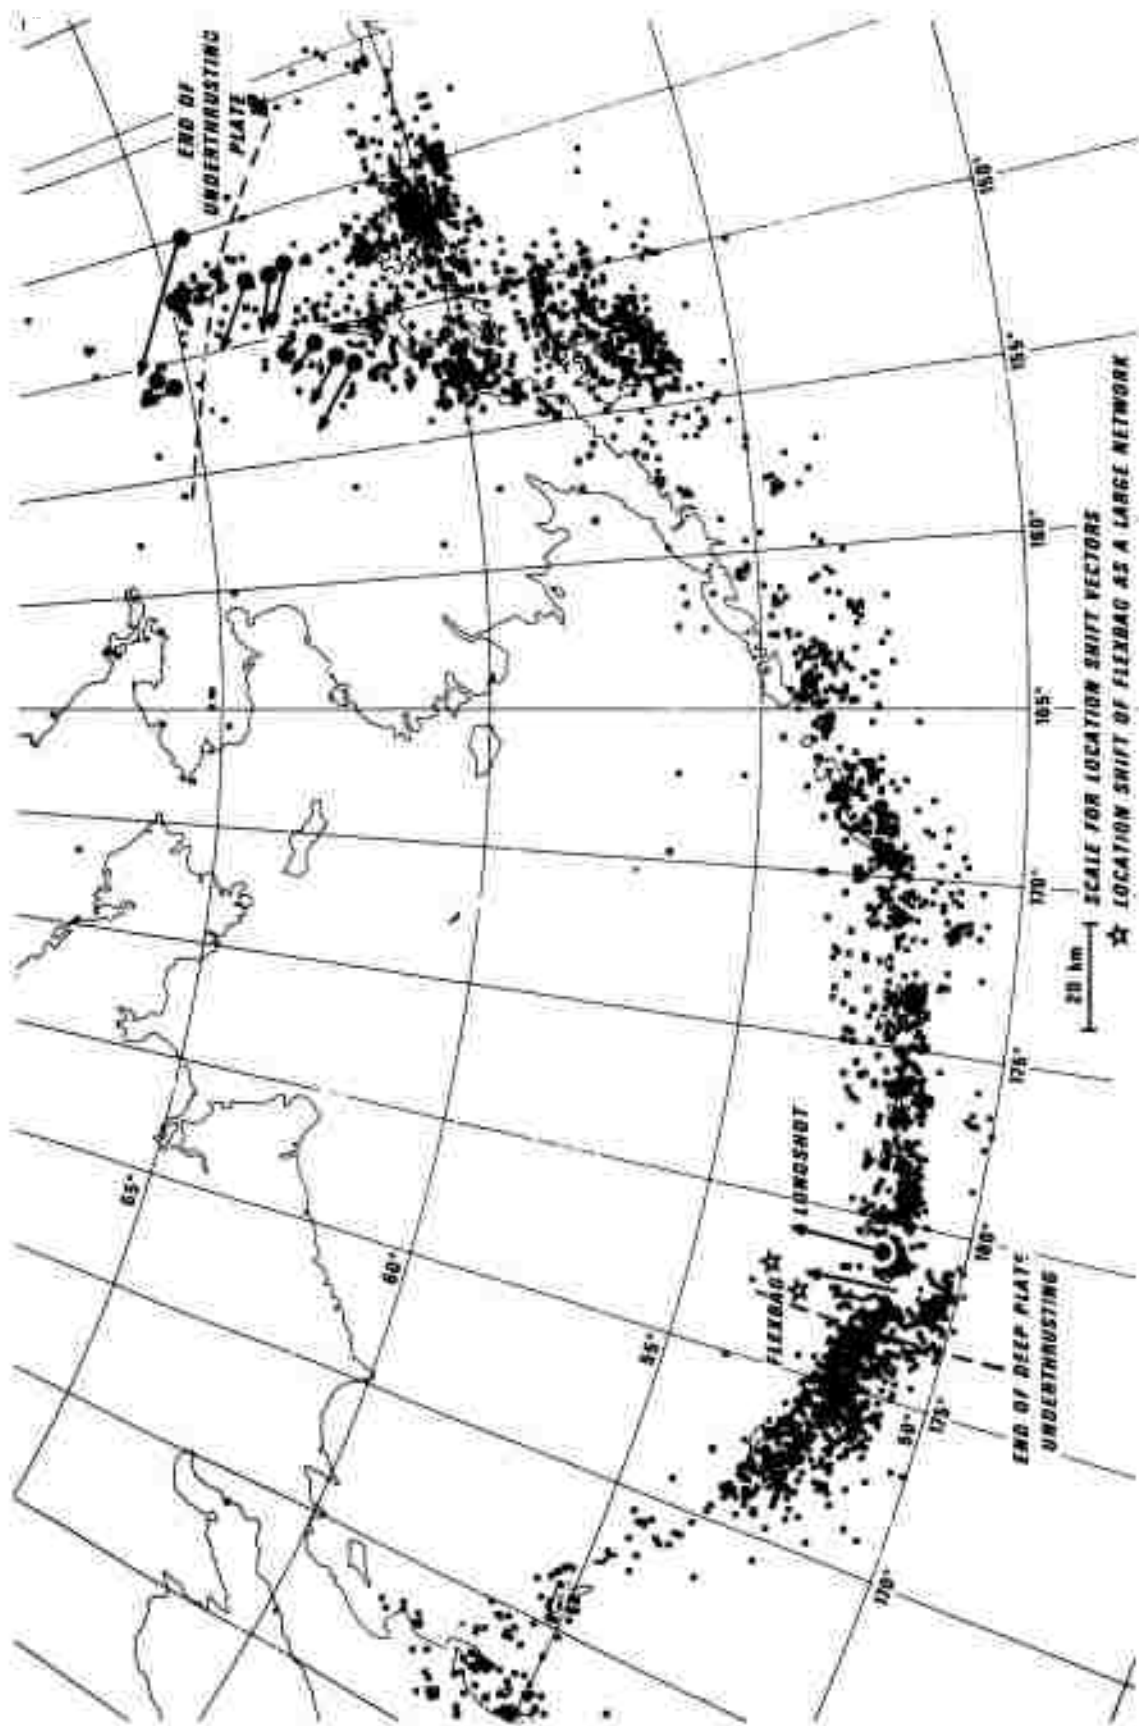 END OF
UNDERTHRUSTING
PLATE
150°
155°
160°
165°
170°
175°
180°
175°
170°
65°
60°
55°
50°
LONGSHOT
FLEXBAG
END OF DEEP PLATE
UNDERTHRUSTING
20 km
SCALE FOR LOCATION SHIFT VECTORS
☆ LOCATION SHIFT OF FLEXBAG AS A LARGE NETWORK